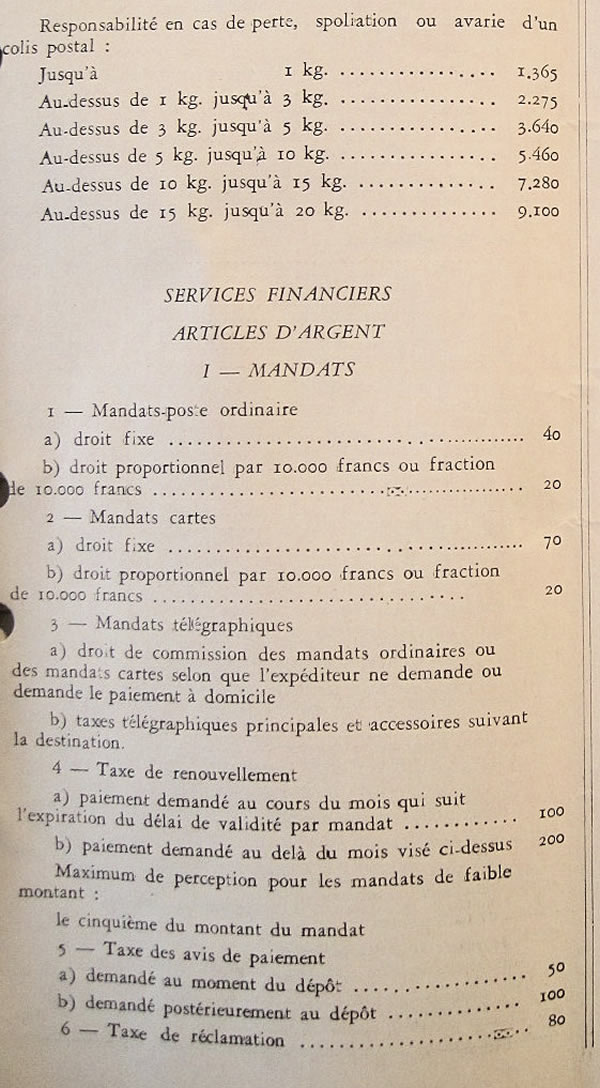 Responsabilité en cas de perte, spoliation ou avarie d'un
colis postal :
Jusqu'à 1 kg. ................ 1.365
Au-dessus de 1 kg. jusqu'à 3 kg. ................ 2.275
Au-dessus de 3 kg. jusqu'à 5 kg. ................ 3.640
Au-dessus de 5 kg. jusqu'à 10 kg. ................ 5.460
Au-dessus de 10 kg. jusqu'à 15 kg. .............. 7.280
Au-dessus de 15 kg. jusqu'à 20 kg. .............. 9.100
SERVICES FINANCIERS
ARTICLES D'ARGENT
I — MANDATS
1 — Mandats-poste ordinaire
a) droit fixe ........................................ 40
b) droit proportionnel par 10.000 francs ou fraction
de 10.000 francs ........................................ 20
2 — Mandats cartes
a) droit fixe ........................................ 70
b) droit proportionnel par 10.000 francs ou fraction
de 10.000 francs ................................ 20
3 — Mandats télégraphiques
a) droit de commission des mandats ordinaires ou
des mandats cartes selon que l'expéditeur ne demande ou
demande le paiement à domicile
b) taxes télégraphiques principales et accessoires suivant
la destination.
4 — Taxe de renouvellement
a) paiement demandé au cours du mois qui suit
l'expiration du délai de validité par mandat ............ 100
b) paiement demandé au delà du mois visé ci-dessus 200
Maximum de perception pour les mandats de faible
montant :
le cinquième du montant du mandat
5 — Taxe des avis de paiement
a) demandé au moment du dépôt .................. 50
b) demandé postérieurement au dépôt .............. 100
6 — Taxe de réclamation ........................ 80